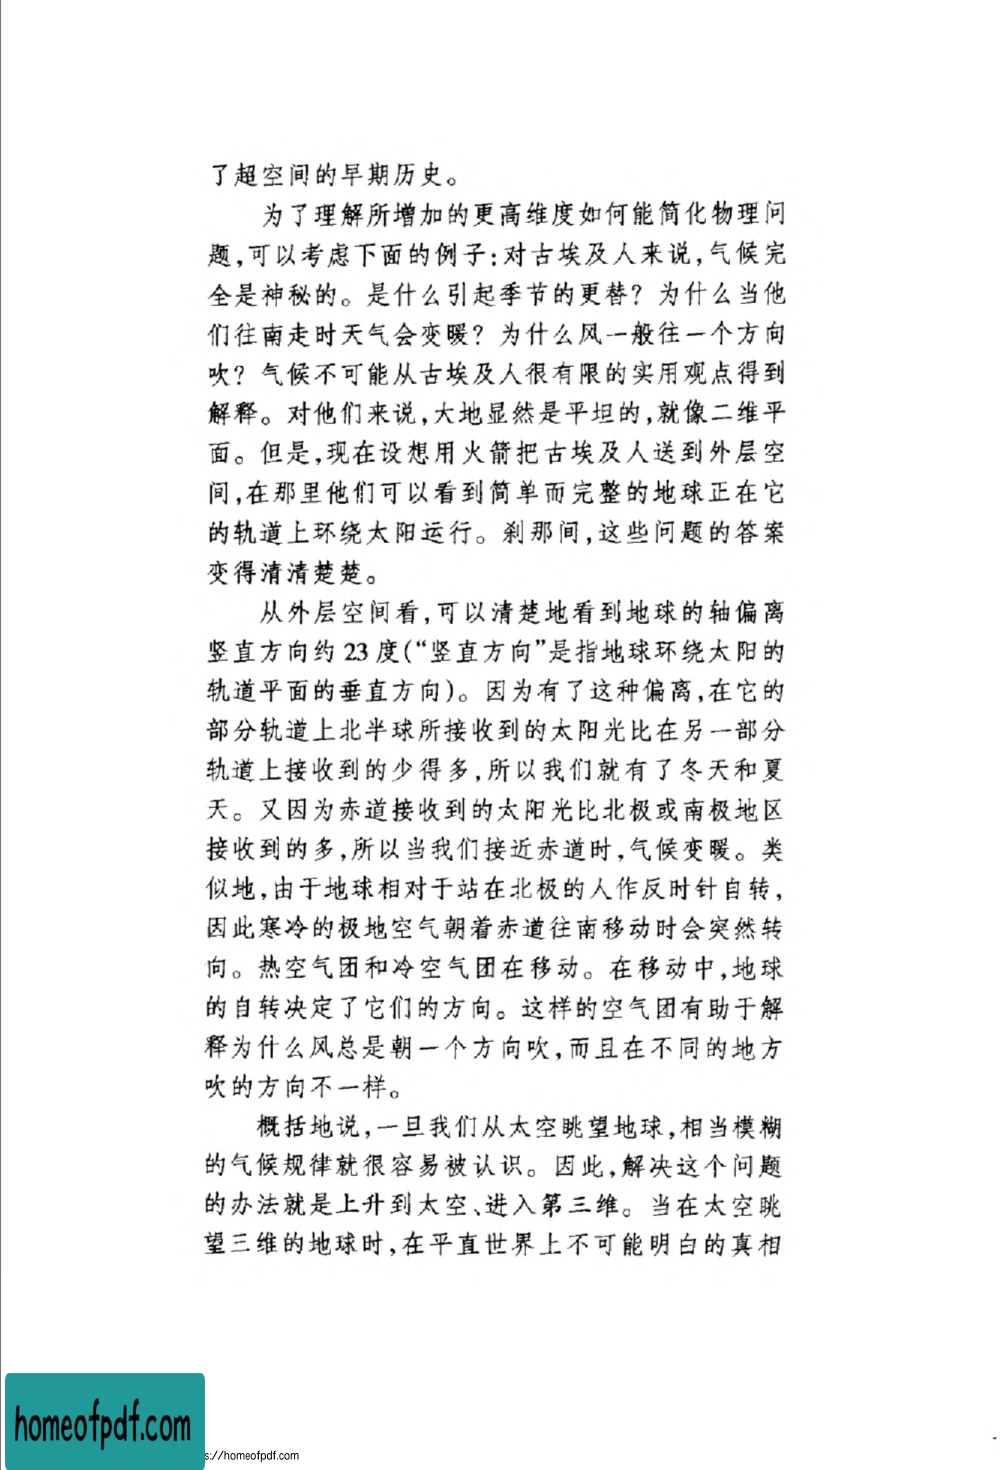 了超空间的早期历史。
为了理解所增加的更高维度如何能简化物理问
题,可以考虑下面的例子:对古埃及人来说,气候完
全是神秘的。是什么引起季节的更替? 为什么当他
们往南走时天气会变暖? 为什么风一般往一个方向
吹? 气候不可能从古埃及人很有限的实用观点得到
解释。对他们来说,大地显然是平坦的,就像二维平
面。但是,现在设想用火箭把古埃及人送到外层空
间,在那里他们可以看到简单而完整的地球正在它
的轨道上环绕太阳运行。刹那间,这些问题的答案
变得清清楚楚。
从外层空间看,可以清楚地看到地球的轴偏离
竖直方向约 23 度(“竖直方向”是指地球环绕太阳的
轨道平面的垂直方向)。因为有了这种偏离,在它的
部分轨道上北半球所接收到的太阳光比在另一部分
轨道上接收到的少得多,所以我们就有了冬天和夏
天。又因为赤道接收到的太阳光比北极或南极地区
接收到的多,所以当我们接近赤道时,气候变暖。类
似地,由于地球相对于站在北极的人作反时针自转,
因此寒冷的极地空气朝着赤道往南移动时会突然转
向。热空气团和冷空气团在移动。在移动中,地球
的自转决定了它们的方向。这样的空气团有助于解
释为什么风总是朝一个方向吹,而且在不同的地方
吹的方向不一样。
概括地说,一旦我们从太空眺望地球,相当模糊
的气候规律就很容易被认识。因此,解决这个问题
的办法就是上升到太空、进入第三维。当在太空眺
望三维的地球时,在平直世界上不可能明白的真相
homeofpdf.com
s://homeofpdf.com